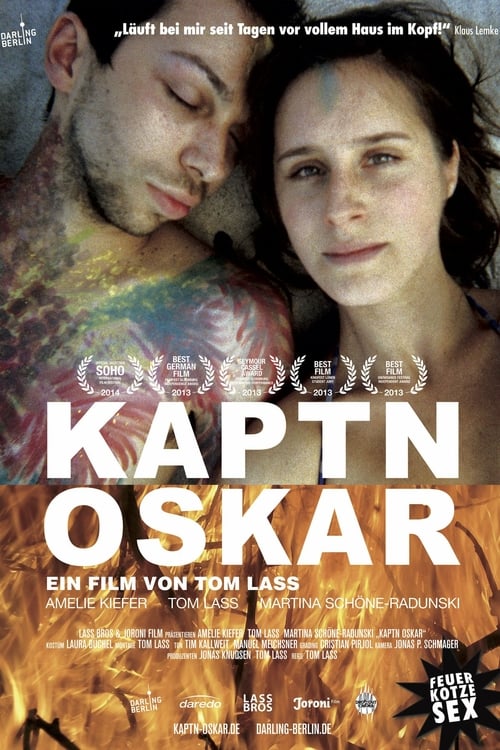 DARLING
BERLIN
„Läuft bei mir seit Tagen vor vollem Haus im Kopf!“ Klaus Lemke
SOHO
2014
BEST
GERMAN
FILM
2013
SEYMOUR
CASSEL
AWARD
2013
BEST
FILM
2013
BEST
FILM
2013
KAPTN
OSKAR
EIN FILM VON TOM LASS
AMELIE KIEFER TOM LASS MARTINA SCHÖNE-RADUNSKI
LASS BROS & JORONI FILM PRÄSENTIEREN AMELIE KIEFER TOM LASS MARTINA SCHÖNE-RADUNSKI „KAPTN OSKAR“
KOSTÜM LAURA BÜCHEL MONTAGE TOM LASS TON TIM KALLWEIT MANUEL MEICHSNER GRADING CRISTIAN PIRJOL KAMERA JONAS P. SCHMAGER
PRODUZENTEN JONAS KNUDSEN TOM LASS REGIE TOM LASS
DARLING
BERLIN
daredo
LASS
BROS
Joroni
KAPTN-OSKAR.DE DARLING-BERLIN.DE
FEUER
KOTZE
SEX